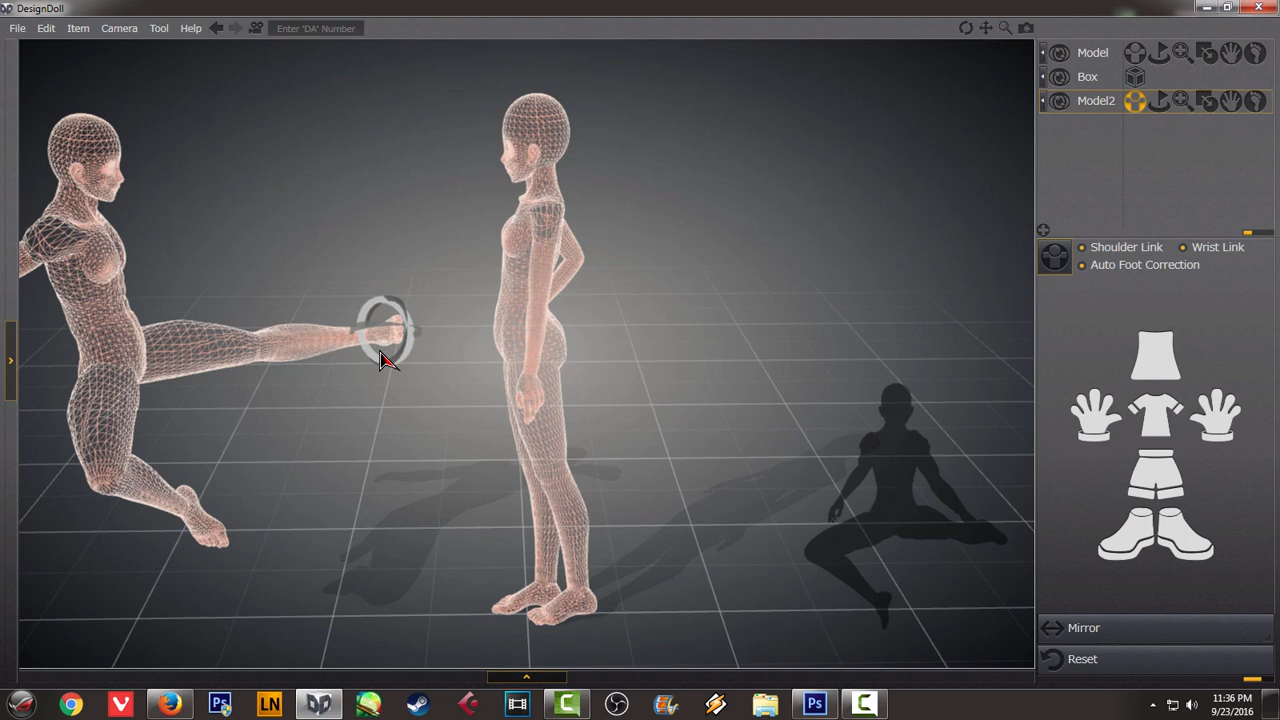 DesignDoll
File Edit Item Camera Tool Help Enter 'DA' Number
Model
Box
Model2
Shoulder Link Wrist Link
Auto Foot Correction
Mirror
Reset
V Ps LN DD C Ps C
11:36 PM
9/23/2016